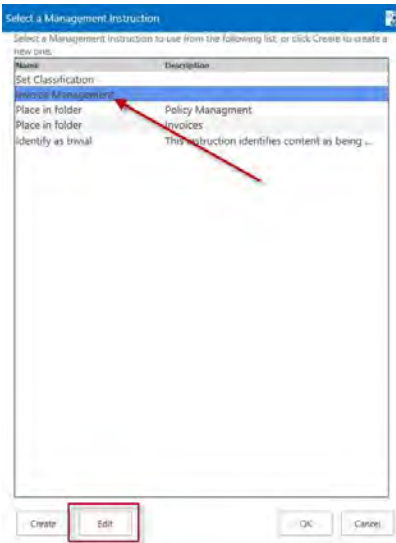 Select a Management Instruction
Select a Management Instruction to use from the following list, or click Create to create a
new one.
Name Description
Set Classification
Invoice Management
Place in folder Policy Managment
Place in folder Invoices
Identify as trivial This instruction identifies content as being ...
Create Edit OK Cancel